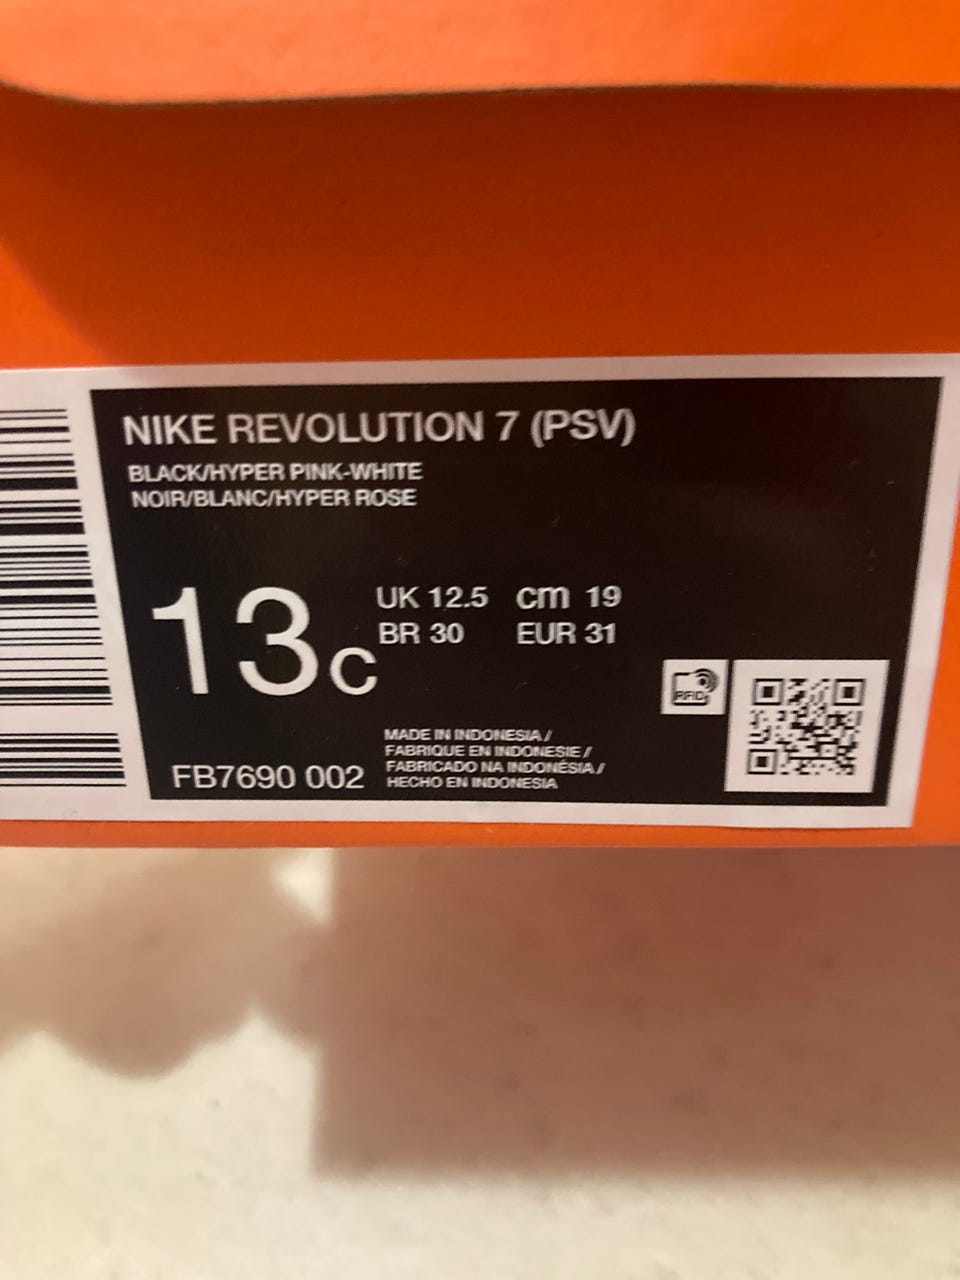 NIKE REVOLUTION 7 (PSV)
BLACK/HYPER PINK-WHITE
NOIR/BLANC/HYPER ROSE
13C
UK 12.5 cm 19
BR 30 EUR 31
RFID
MADE IN INDONESIA /
FABRIQUE EN INDONESIE /
FABRICADO NA INDONÉSIA /
HECHO EN INDONESIA
FB7690 002